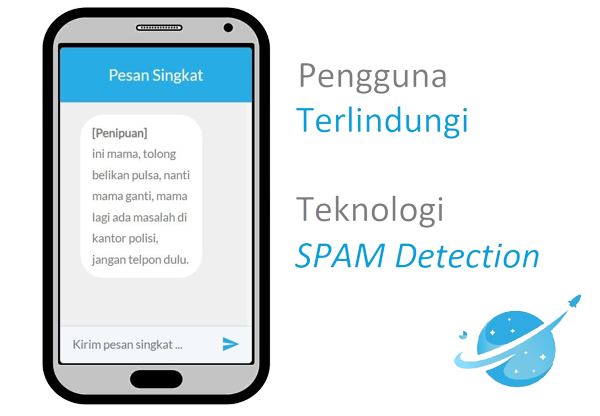 Pesan Singkat
[Penipuan]
ini mama, tolong
belikan pulsa, nanti
mama ganti, mama
lagi ada masalah di
kantor polisi,
jangan telpon dulu.
Kirim pesan singkat ...
Pengguna
Terlindungi
Teknologi
SPAM Detection